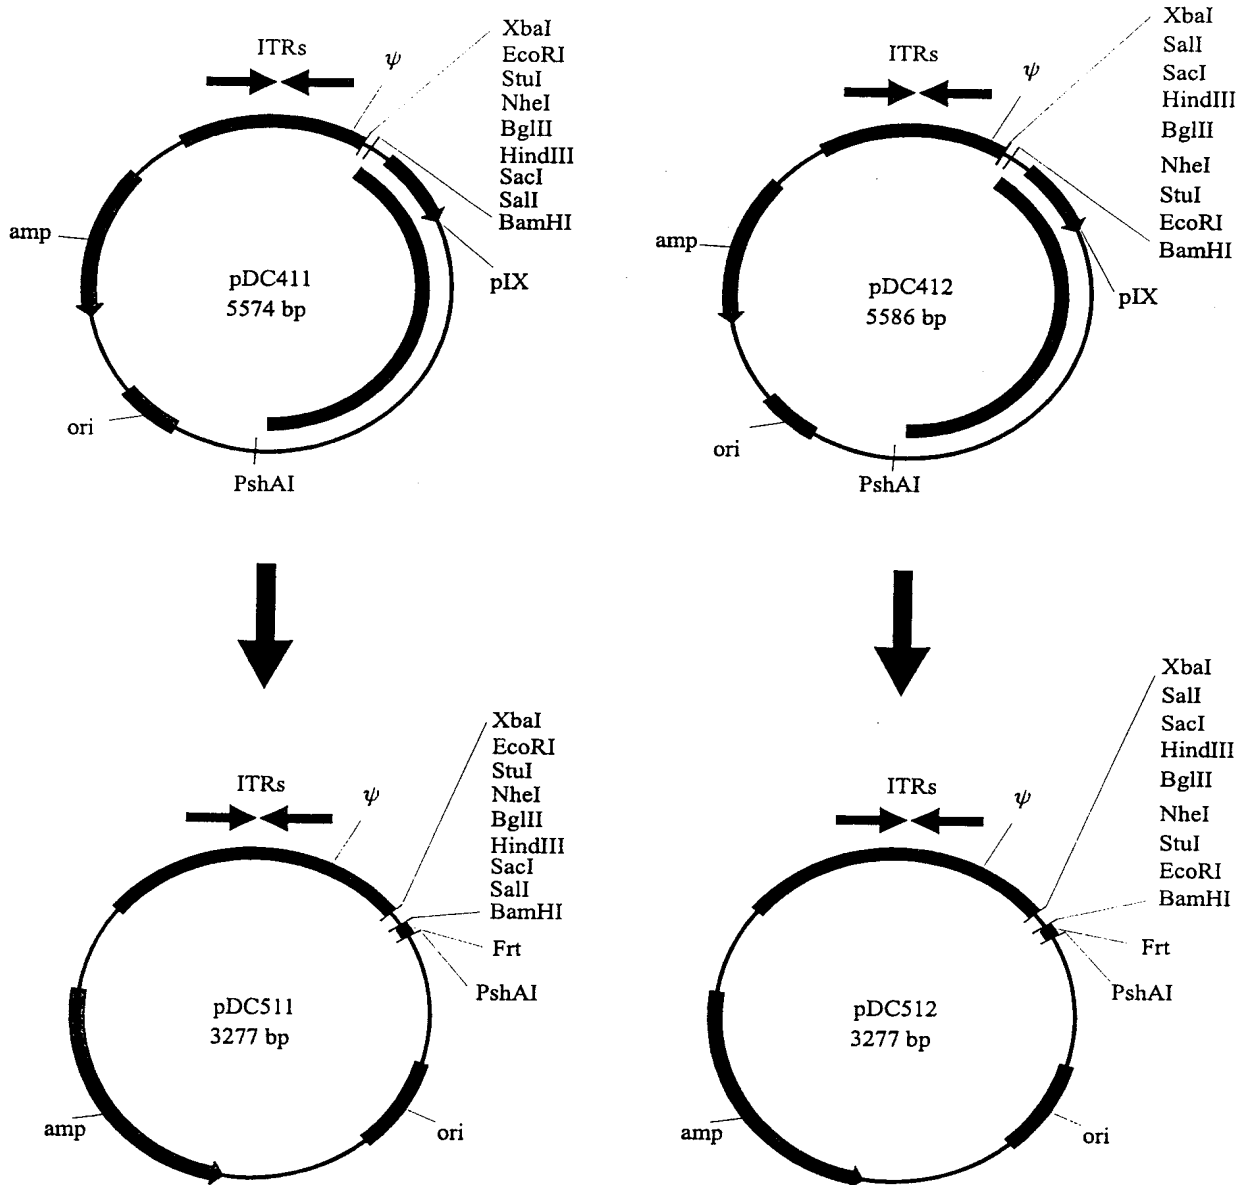 ITRs
ψ
XbaI
EcoRI
StuI
NheI
BglII
HindIII
SacI
SalI
BamHI
pIX
amp
pDC411
5574 bp
ori
PshAI
ITRs
ψ
XbaI
SalI
SacI
HindIII
BglII
NheI
StuI
EcoRI
BamHI
pIX
amp
pDC412
5586 bp
ori
PshAI
ITRs
ψ
XbaI
EcoRI
StuI
NheI
BglII
HindIII
SacI
SalI
BamHI
Frt
PshAI
pDC511
3277 bp
amp
ori
ITRs
ψ
XbaI
SalI
SacI
HindIII
BglII
NheI
StuI
EcoRI
BamHI
Frt
PshAI
pDC512
3277 bp
amp
ori